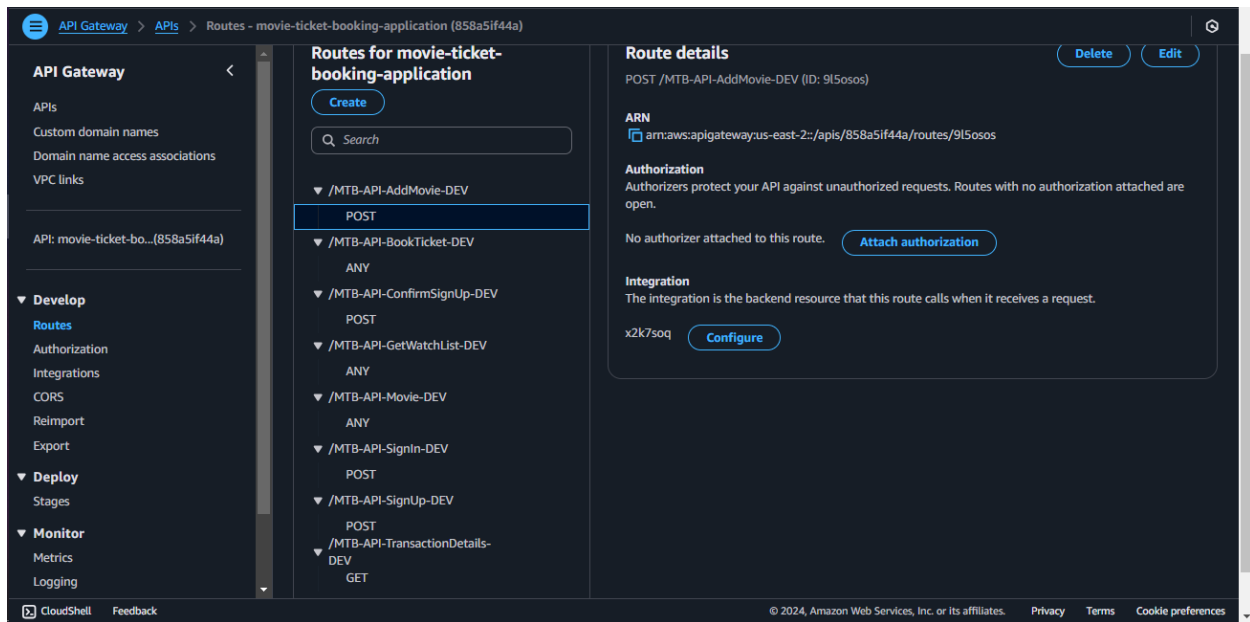 API Gateway > APIs > Routes - movie-ticket-booking-application (858a5if44a)
API Gateway
APIs
Custom domain names
Domain name access associations
VPC links
API: movie-ticket-bo...(858a5if44a)
Develop
Routes
Authorization
Integrations
CORS
Reimport
Export
Deploy
Stages
Monitor
Metrics
Logging
Routes for movie-ticket-
booking-application
Create
Search
/MTB-API-AddMovie-DEV
POST
/MTB-API-BookTicket-DEV
ANY
/MTB-API-ConfirmSignUp-DEV
POST
/MTB-API-GetWatchList-DEV
ANY
/MTB-API-Movie-DEV
ANY
/MTB-API-SignIn-DEV
POST
/MTB-API-SignUp-DEV
POST
/MTB-API-TransactionDetails-
DEV
GET
Route details
Delete
Edit
POST /MTB-API-AddMovie-DEV (ID: 9l5osos)
ARN
arn:aws:apigateway:us-east-2::/apis/858a5if44a/routes/9l5osos
Authorization
Authorizers protect your API against unauthorized requests. Routes with no authorization attached are
open.
No authorizer attached to this route.
Attach authorization
Integration
The integration is the backend resource that this route calls when it receives a request.
x2k7soq
Configure
CloudShell
Feedback
© 2024, Amazon Web Services, Inc. or its affiliates.
Privacy
Terms
Cookie preferences